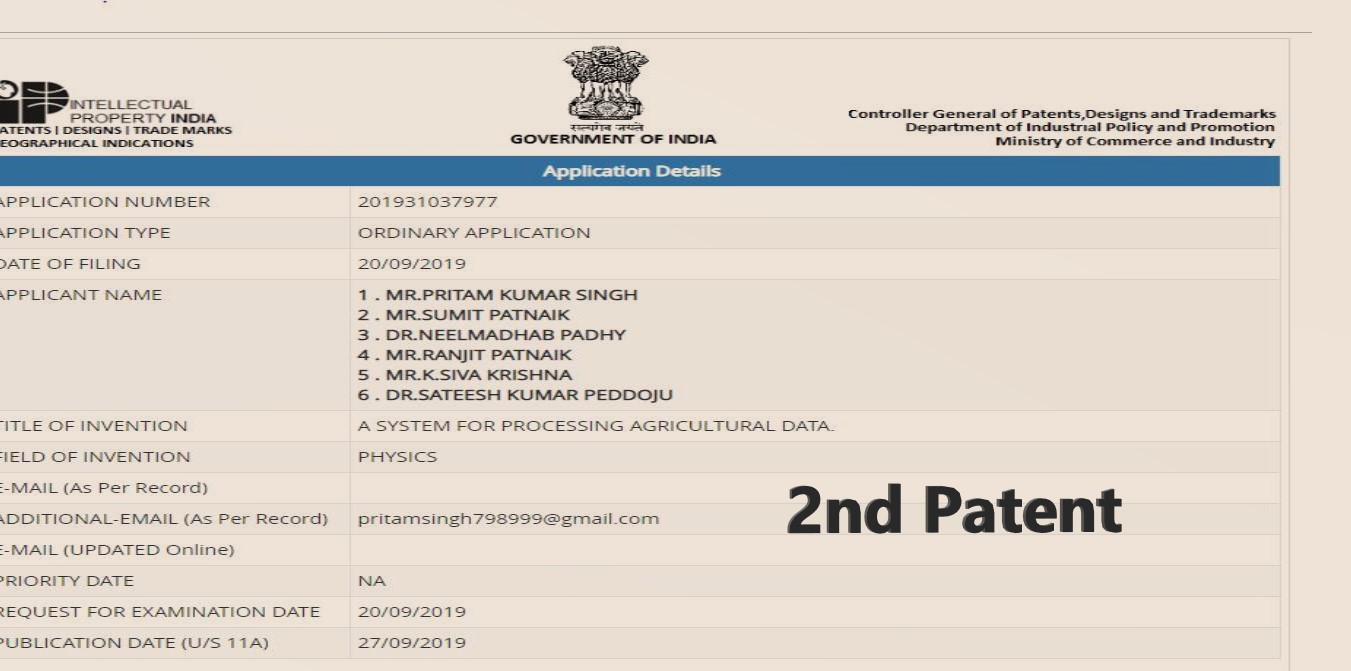 INTELLECTUAL
PROPERTY INDIA
ATENTS | DESIGNS | TRADE MARKS
EOGRAPHICAL INDICATIONS
सत्यमेव जयते
GOVERNMENT OF INDIA
Controller General of Patents,Designs and Trademarks
Department of Industrial Policy and Promotion
Ministry of Commerce and Industry
Application Details
APPLICATION NUMBER 201931037977
APPLICATION TYPE ORDINARY APPLICATION
DATE OF FILING 20/09/2019
APPLICANT NAME 1 . MR.PRITAM KUMAR SINGH
2 . MR.SUMIT PATNAIK
3 . DR.NEELMADHAB PADHY
4 . MR.RANJIT PATNAIK
5 . MR.K.SIVA KRISHNA
6 . DR.SATEESH KUMAR PEDDOJU
TITLE OF INVENTION A SYSTEM FOR PROCESSING AGRICULTURAL DATA.
FIELD OF INVENTION PHYSICS
E-MAIL (As Per Record)
ADDITIONAL-EMAIL (As Per Record) pritamsingh798999@gmail.com
2nd Patent
E-MAIL (UPDATED Online)
PRIORITY DATE NA
REQUEST FOR EXAMINATION DATE 20/09/2019
PUBLICATION DATE (U/S 11A) 27/09/2019